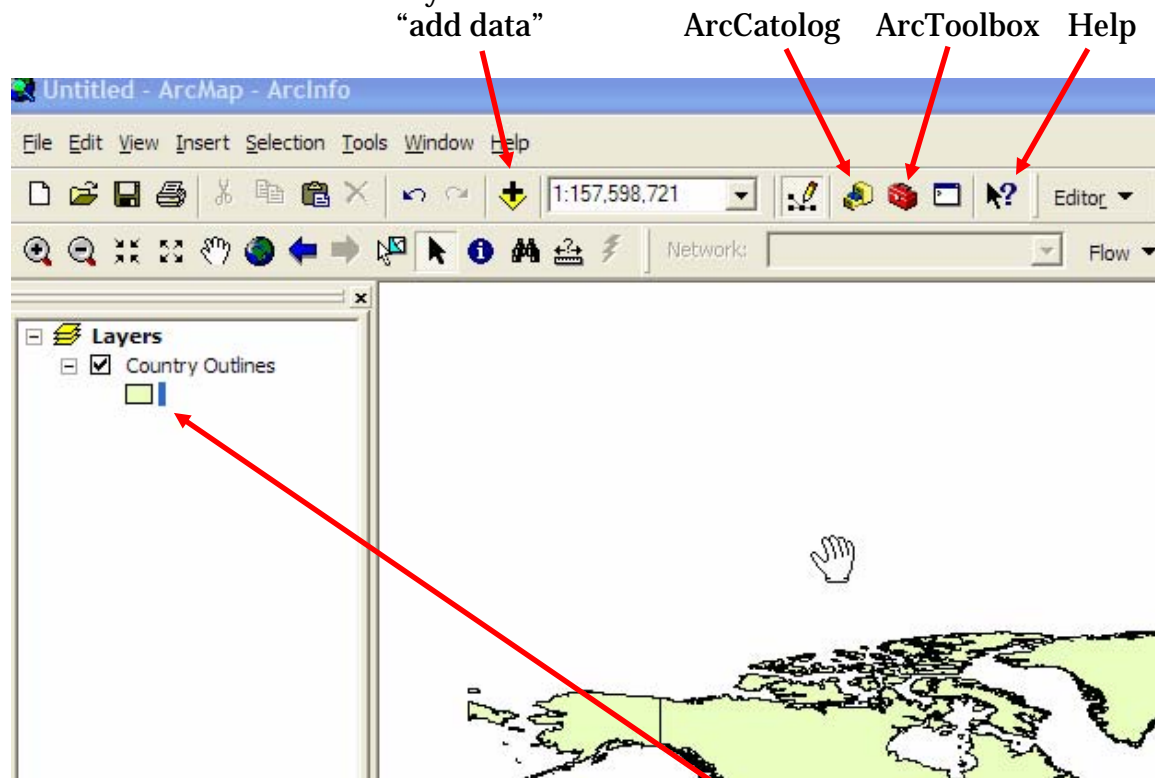 “add data” ArcCatolog ArcToolbox Help
Untitled - ArcMap - ArcInfo
File Edit View Insert Selection Tools Window Help
1:157,598,721 Editor
Network: Flow
Layers
Country Outlines